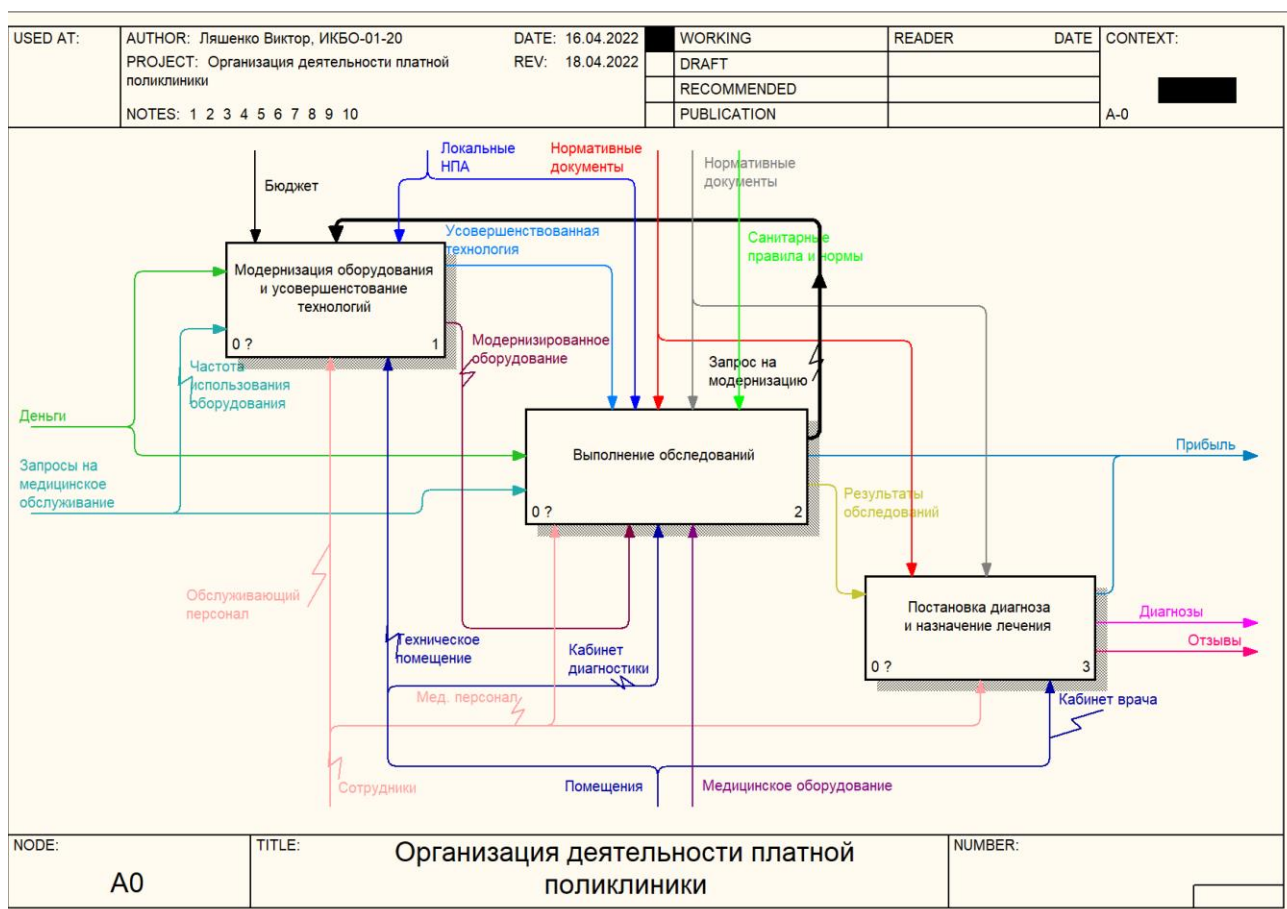 USED AT:
AUTHOR: Ляшенко Виктор, ИКБО-01-20
DATE: 16.04.2022
PROJECT: Организация деятельности платной
поликлиники
REV: 18.04.2022
NOTES: 1 2 3 4 5 6 7 8 9 10
WORKING
DRAFT
RECOMMENDED
PUBLICATION
READER
DATE
CONTEXT:
A-0
Бюджет
Локальные
НПА
Нормативные
документы
Нормативные
документы
Усовершенствованная
технология
Санитарные
правила и нормы
Модернизация оборудования
и усовершенстование
технологий
0 ?
1
Частота
использования
оборудования
Модернизированное
оборудование
Запрос на
модернизацию
Деньги
Запросы на
медицинское
обслуживание
Выполнение обследований
0 ?
2
Прибыль
Результаты
обследований
Обслуживающий
персонал
Техническое
помещение
Кабинет
диагностики
Мед. персонал
Постановка диагноза
и назначение лечения
0 ?
3
Диагнозы
Отзывы
Кабинет врача
Сотрудники
Помещения
Медицинское оборудование
NODE:
A0
TITLE:
Организация деятельности платной
поликлиники
NUMBER: